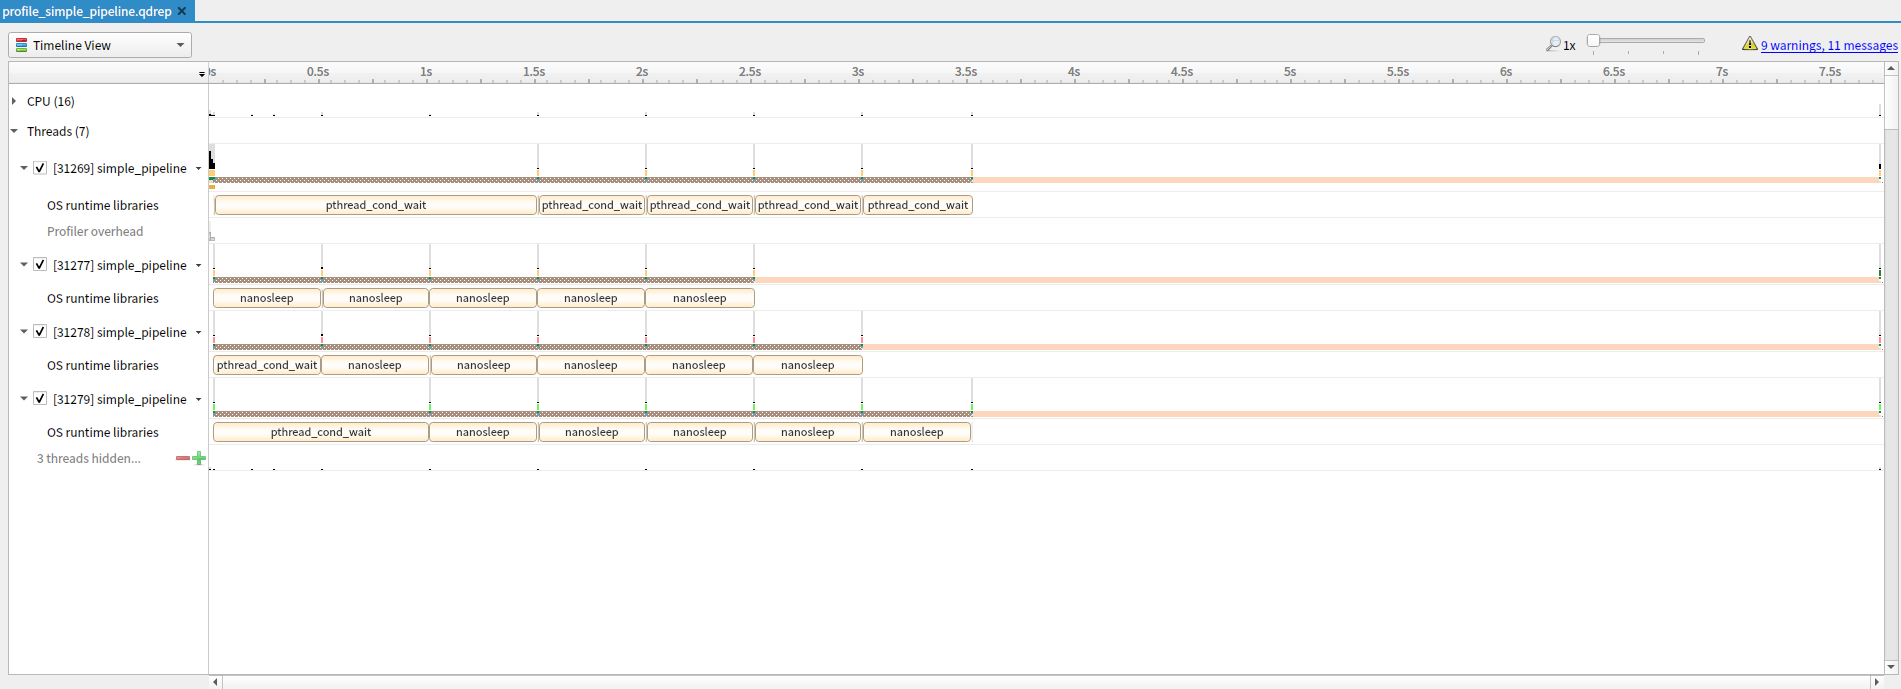 profile_simple_pipeline.qdrep
Timeline View
1x
9 warnings, 11 messages
0.5s 1s 1.5s 2s 2.5s 3s 3.5s 4s 4.5s 5s 5.5s 6s 6.5s 7s 7.5s
CPU (16)
Threads (7)
[31269] simple_pipeline
OS runtime libraries
pthread_cond_wait pthread_cond_wait pthread_cond_wait pthread_cond_wait pthread_cond_wait
Profiler overhead
[31277] simple_pipeline
OS runtime libraries
nanosleep nanosleep nanosleep nanosleep nanosleep
[31278] simple_pipeline
OS runtime libraries
pthread_cond_wait nanosleep nanosleep nanosleep nanosleep nanosleep
[31279] simple_pipeline
OS runtime libraries
pthread_cond_wait nanosleep nanosleep nanosleep nanosleep nanosleep
3 threads hidden...